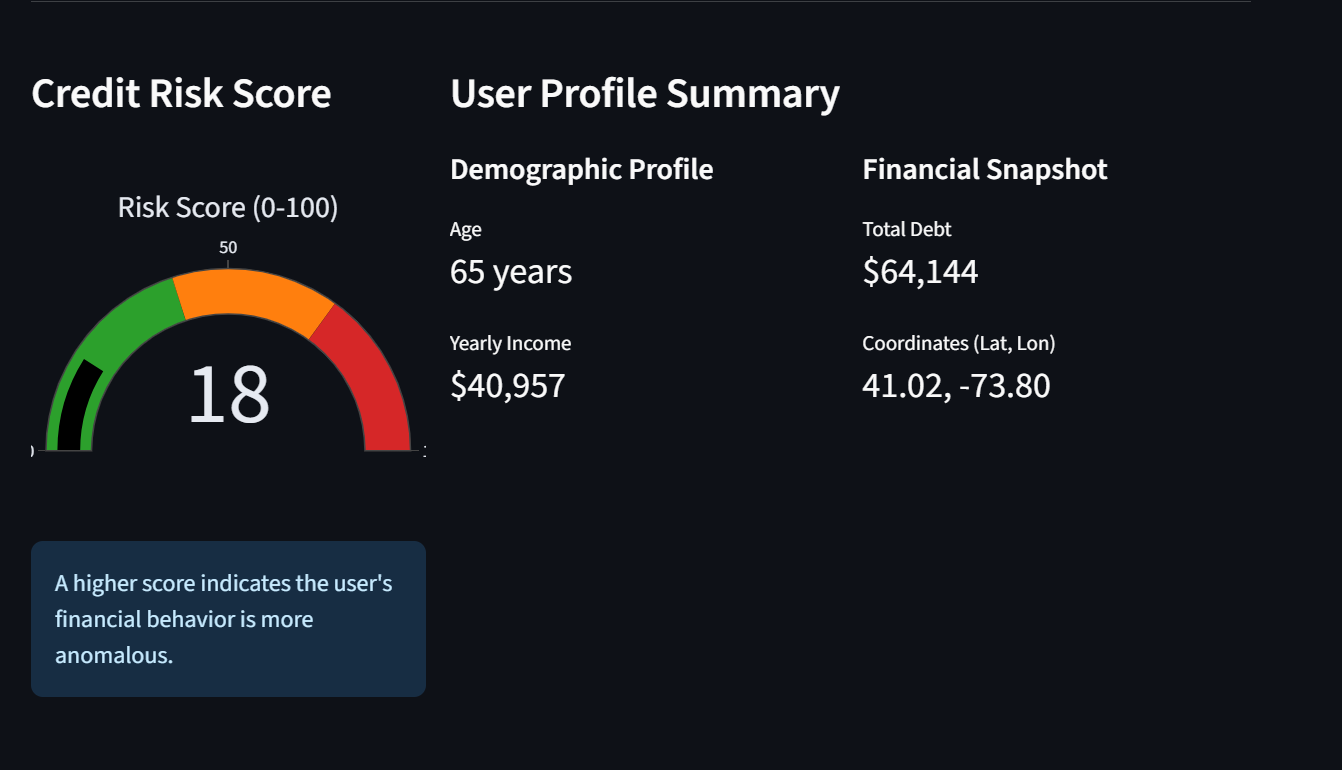 Credit Risk Score
Risk Score (0-100)
50
18
A higher score indicates the user's
financial behavior is more
anomalous.
User Profile Summary
Demographic Profile
Age
65 years
Yearly Income
$40,957
Financial Snapshot
Total Debt
$64,144
Coordinates (Lat, Lon)
41.02, -73.80